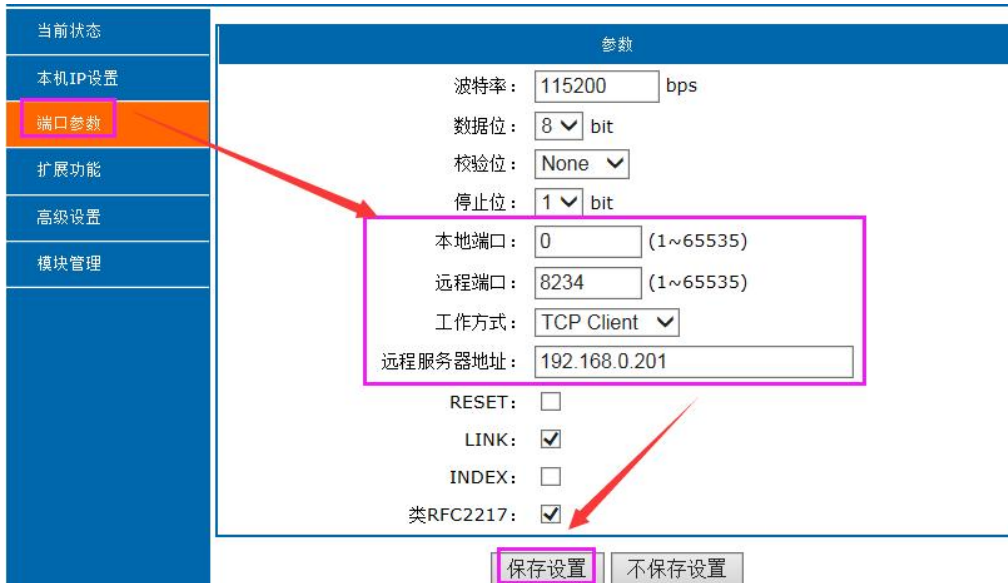 当前状态
本机IP设置
端口参数
扩展功能
高级设置
模块管理
参数
波特率： 115200 bps
数据位： 8 bit
校验位： None
停止位： 1 bit
本地端口： 0 (1~65535)
远程端口： 8234 (1~65535)
工作方式： TCP Client
远程服务器地址： 192.168.0.201
RESET：
LINK：
INDEX：
类RFC2217：
保存设置 不保存设置